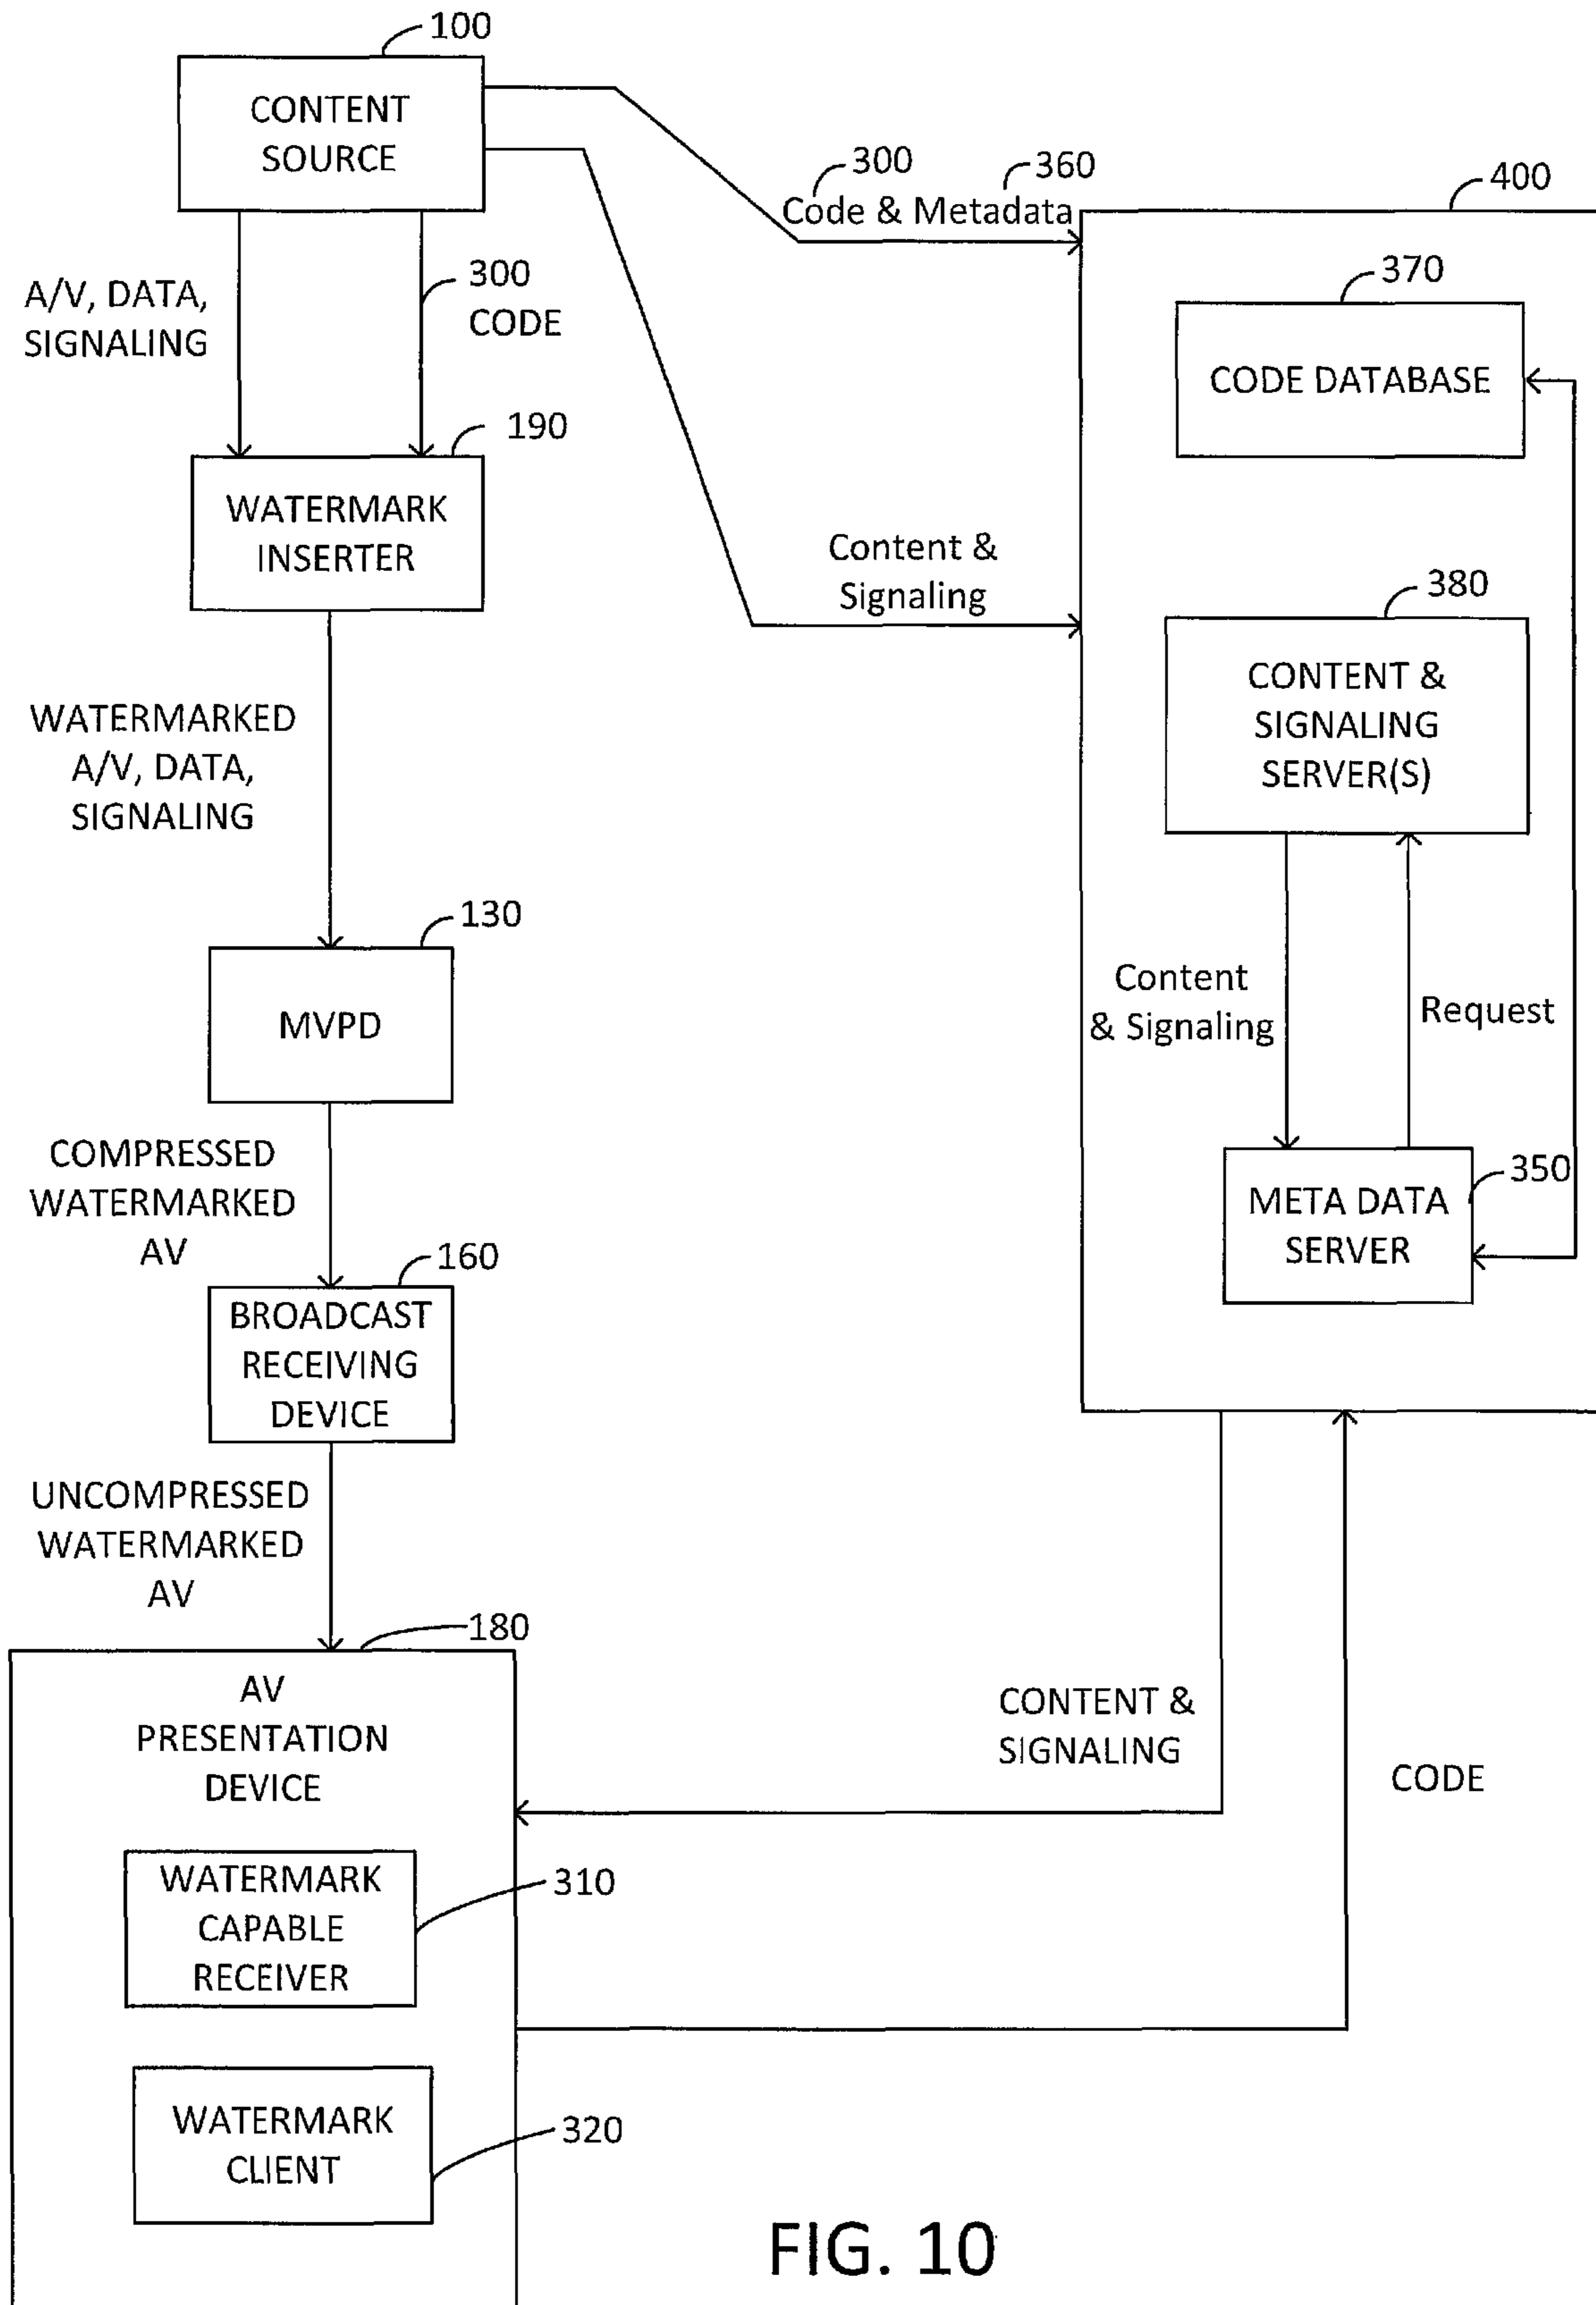 100
CONTENT
SOURCE
300
360
Code & Metadata
400
A/V, DATA,
SIGNALING
300
CODE
370
CODE DATABASE
190
WATERMARK
INSERTER
Content &
Signaling
380
CONTENT &
SIGNALING
SERVER(S)
WATERMARKED
A/V, DATA,
SIGNALING
130
MVPD
Content
& Signaling
Request
COMPRESSED
WATERMARKED
AV
350
META DATA
SERVER
160
BROADCAST
RECEIVING
DEVICE
UNCOMPRESSED
WATERMARKED
AV
180
AV
PRESENTATION
DEVICE
CONTENT &
SIGNALING
CODE
WATERMARK
CAPABLE
RECEIVER
310
WATERMARK
CLIENT
320
FIG. 10